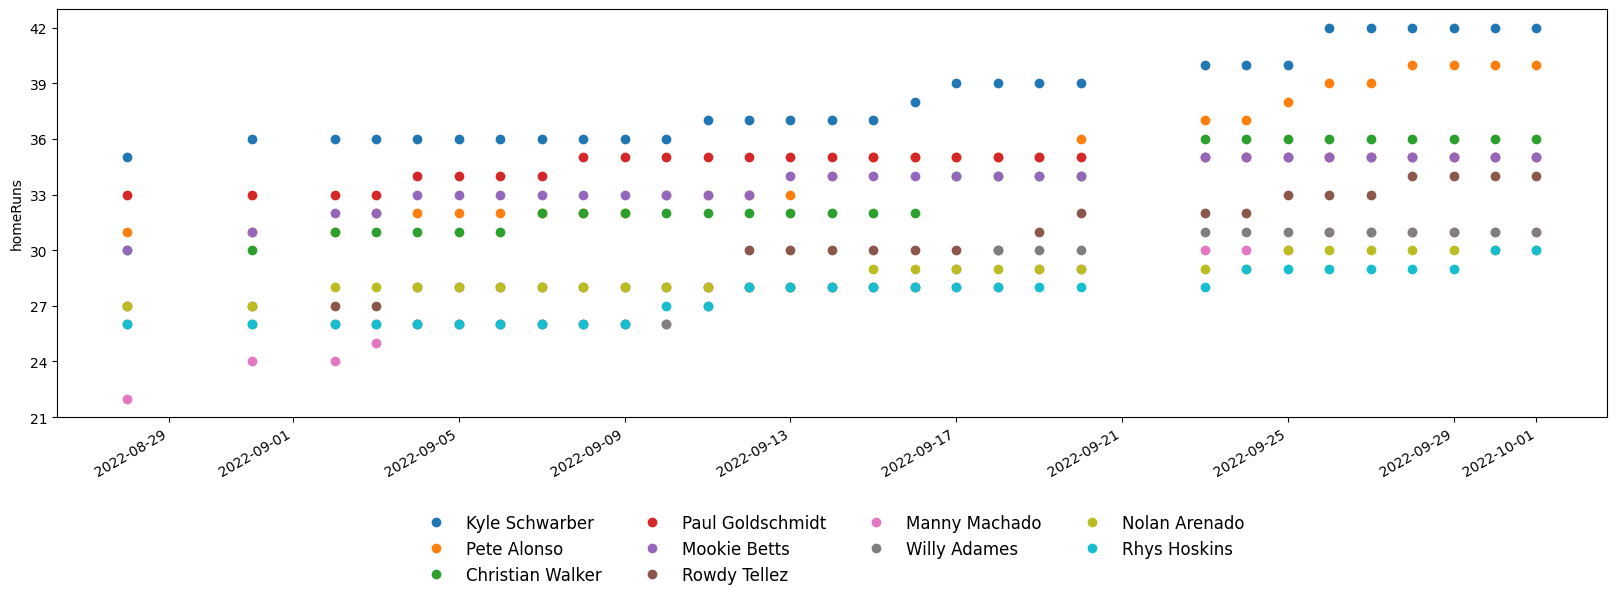 homeRuns
42
39
36
33
30
27
24
21
2022-08-29
2022-09-01
2022-09-05
2022-09-09
2022-09-13
2022-09-17
2022-09-21
2022-09-25
2022-09-29
2022-10-01
Kyle Schwarber
Pete Alonso
Christian Walker
Paul Goldschmidt
Mookie Betts
Rowdy Tellez
Manny Machado
Willy Adames
Nolan Arenado
Rhys Hoskins